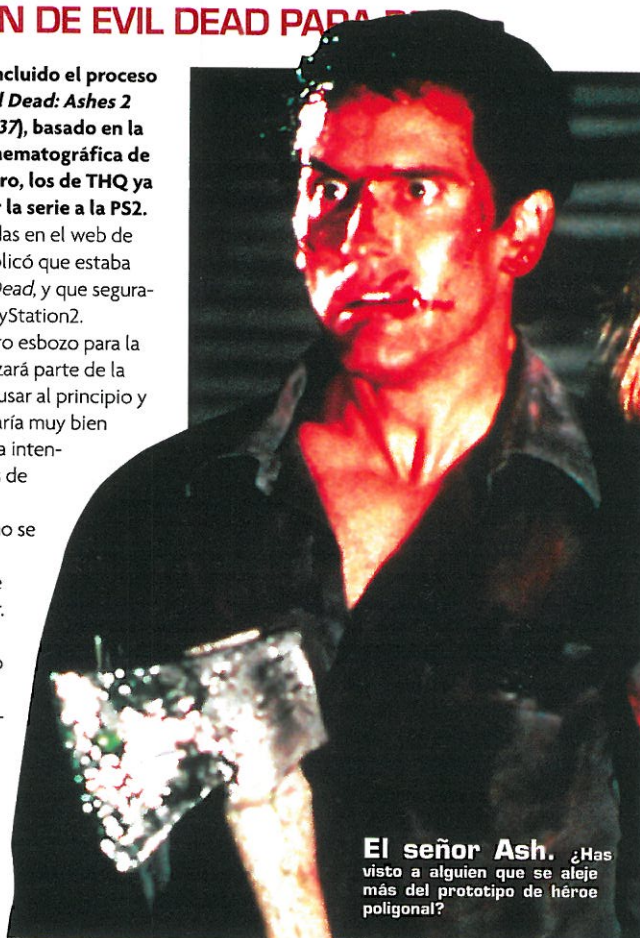 N DE EVIL DEAD PARA
ncluido el proceso
l Dead: Ashes 2
37), basado en la
nematográfica de
ro, los de THQ ya
r la serie a la PS2.
das en el web de
plicó que estaba
Dead, y que segura-
yStation2.
ro esbozo para la
zará parte de la
usar al principio y
aría muy bien
a inten-
s de
io se
e
r.
o
-
El señor Ash. ¿Has
visto a alguien que se aleje
más del prototipo de héroe
poligonal?